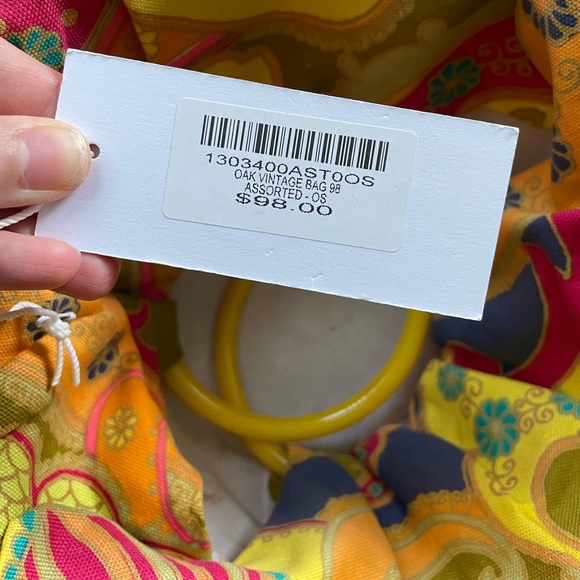 1303400AST0OS
OAK VINTAGE BAG 98
ASSORTED - OS
$98.00